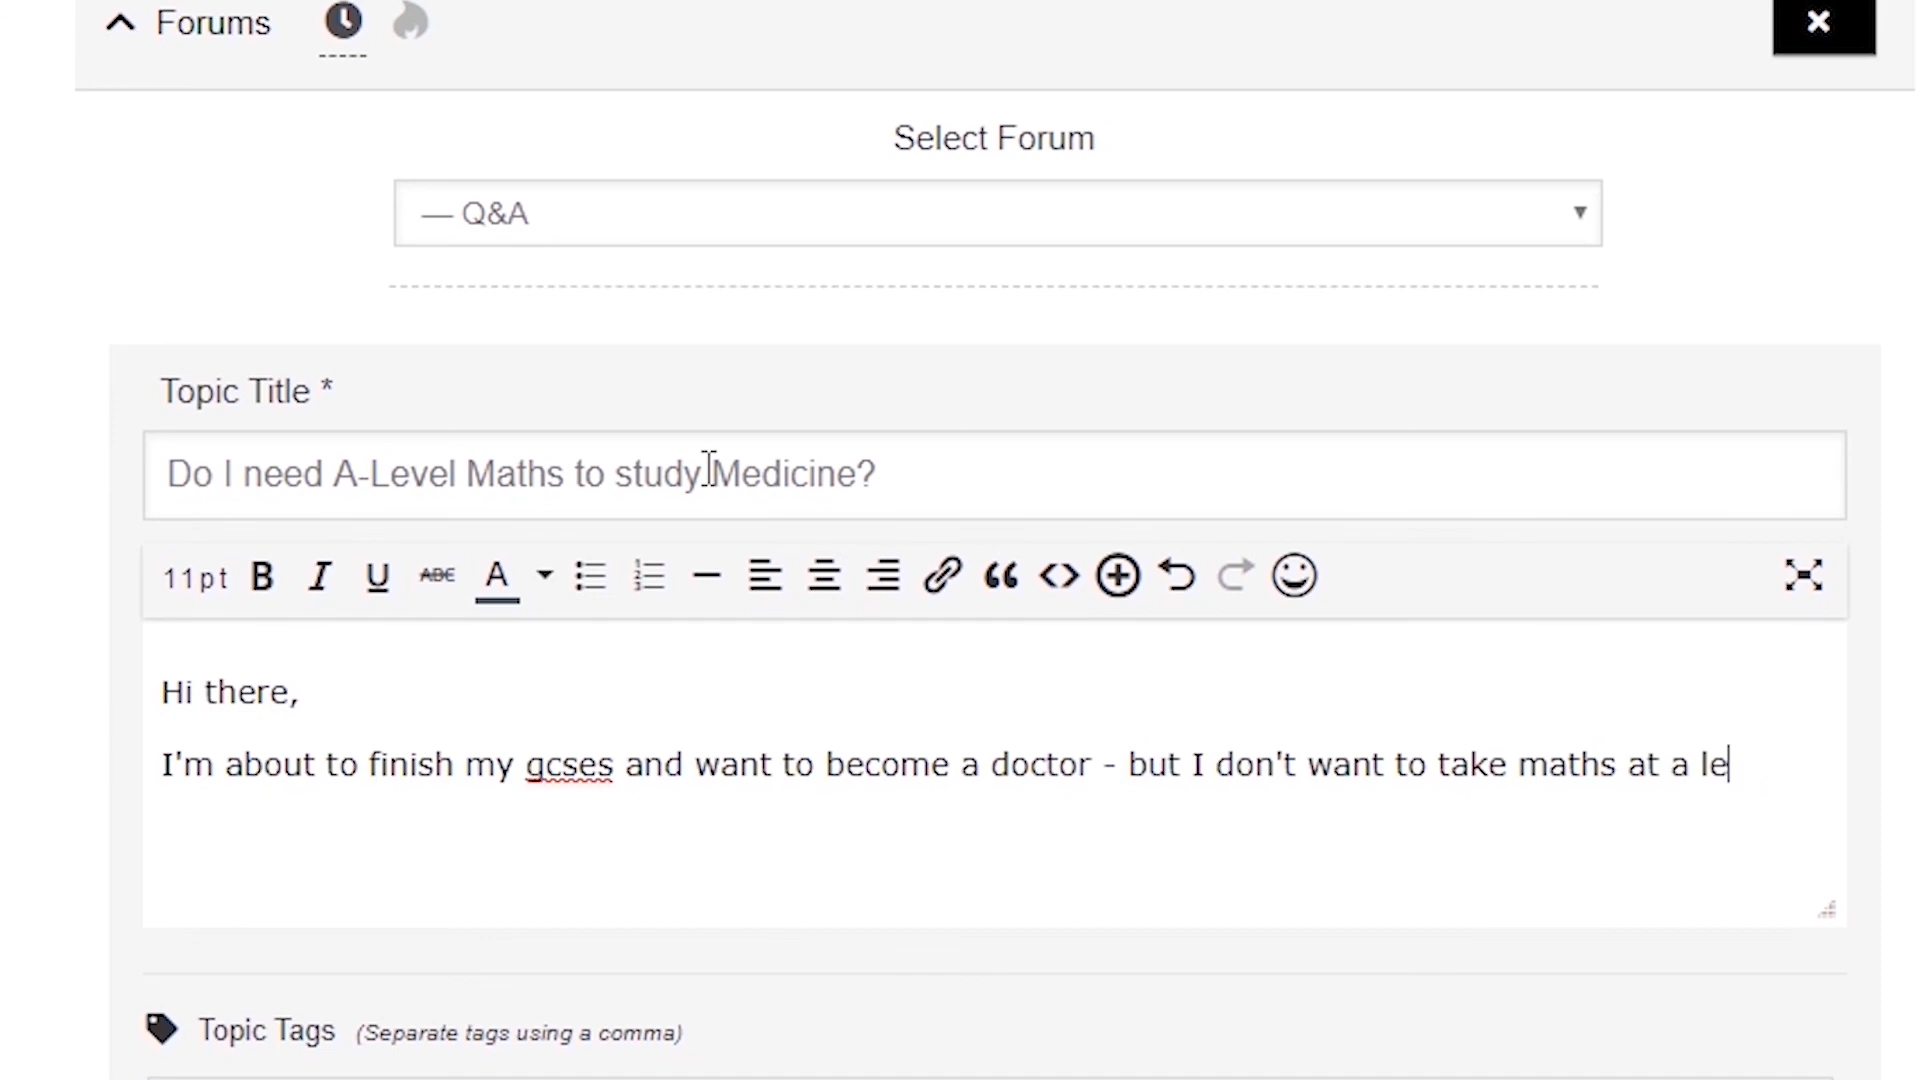 Forums
Select Forum
— Q&A
Topic Title *
Do I need A-Level Maths to study Medicine?
11pt B I U ABC A
Hi there,
I'm about to finish my gcses and want to become a doctor - but I don't want to take maths at a le
Topic Tags (Separate tags using a comma)